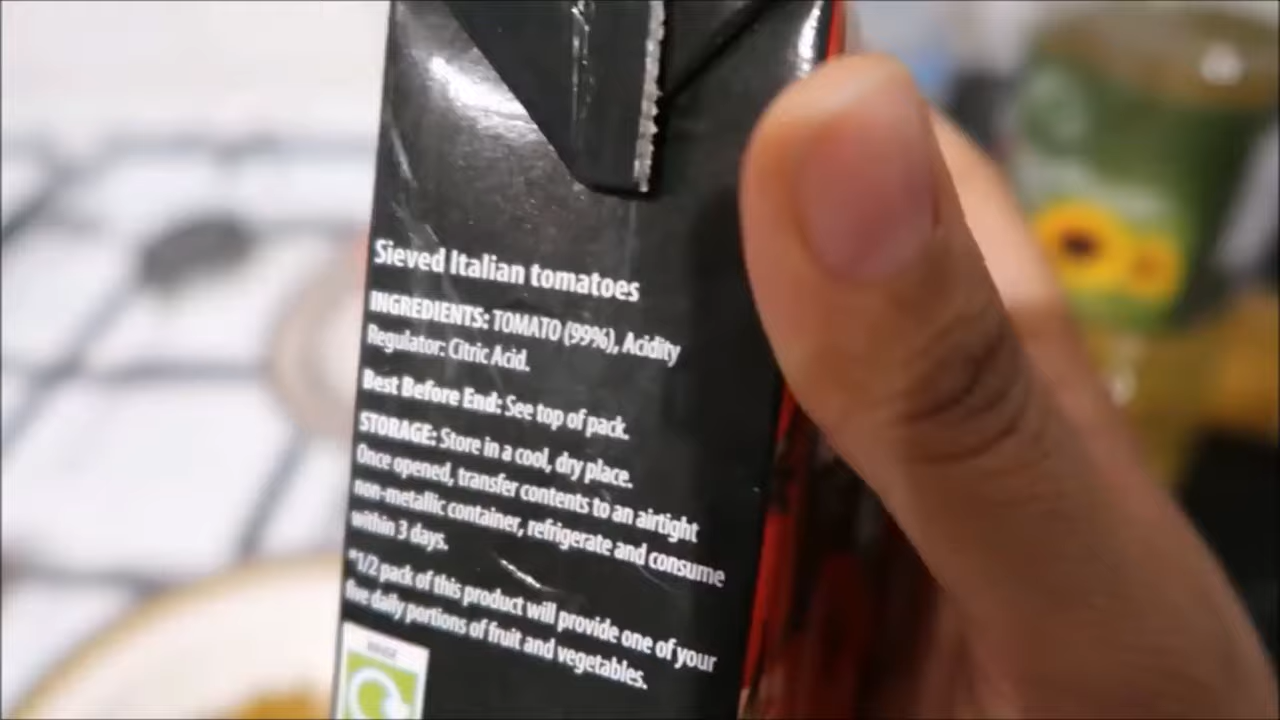 Sieved Italian tomatoes
INGREDIENTS: TOMATO (99%), Acidity
Regulator: Citric Acid.
Best Before End: See top of pack.
STORAGE: Store in a cool, dry place.
Once opened, transfer contents to an airtight
non-metallic container, refrigerate and consume
within 3 days.
*1/2 pack of this product will provide one of your
five daily portions of fruit and vegetables.